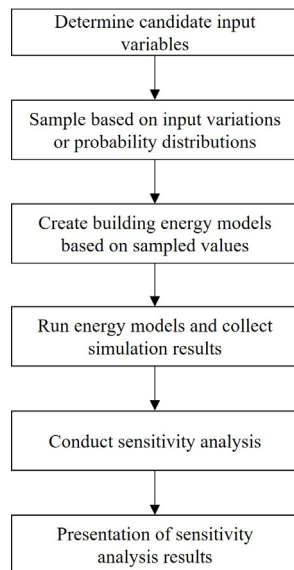 Determine candidate input
variables
Sample based on input variations
or probability distributions
Create building energy models
based on sampled values
Run energy models and collect
simulation results
Conduct sensitivity analysis
Presentation of sensitivity
analysis results